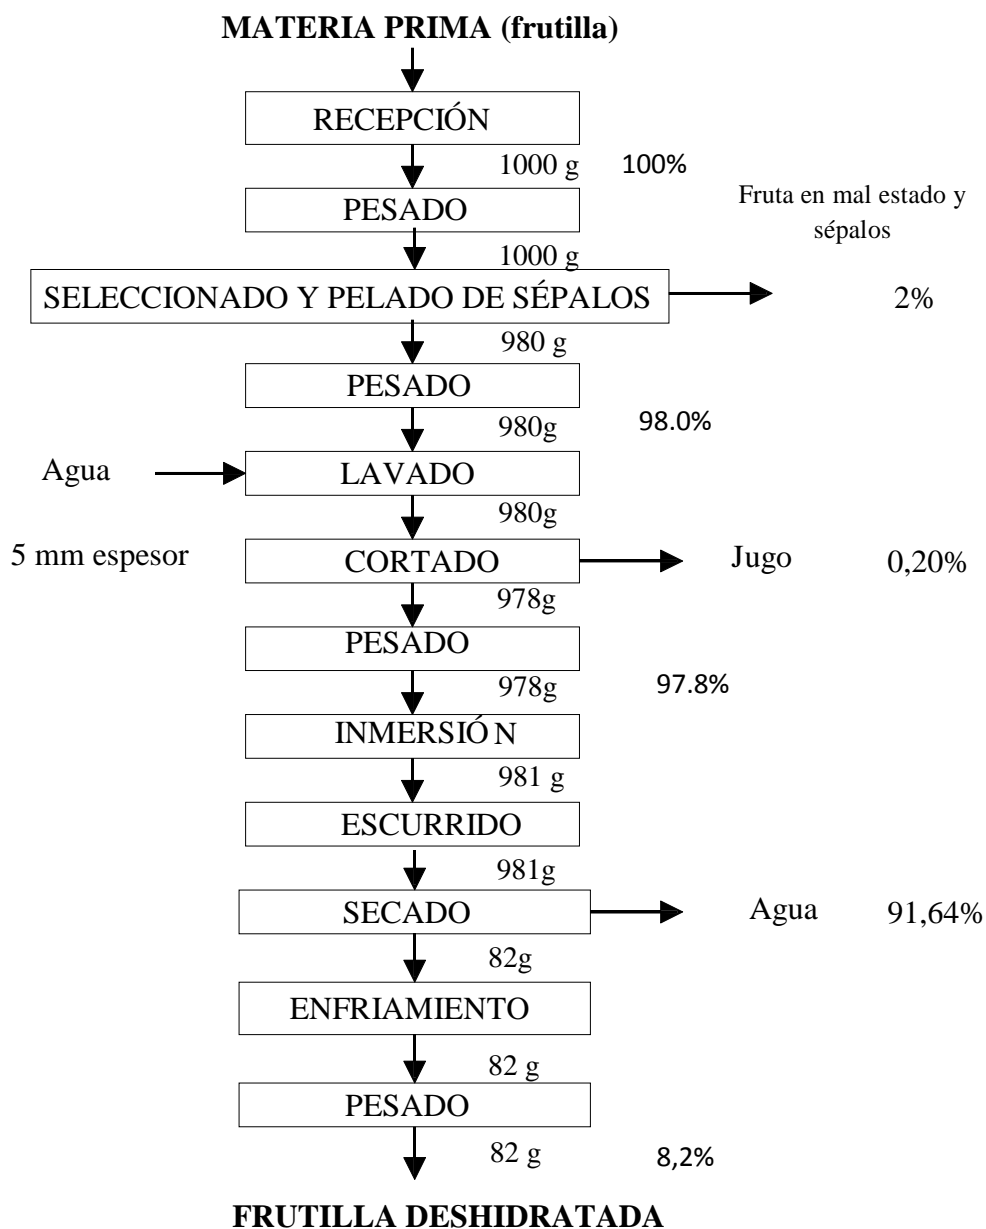 MATERIA PRIMA (frutilla)
RECEPCIÓN
1000 g 100%
PESADO
Fruta en mal estado y
sépalos
1000 g
SELECCIONADO Y PELADO DE SÉPALOS
2%
980 g
PESADO
980g 98.0%
Agua
LAVADO
980g
5 mm espesor
CORTADO
Jugo 0,20%
978g
PESADO
978g 97.8%
INMERSIÓN
981 g
ESCURRIDO
981g
SECADO
Agua 91,64%
82g
ENFRIAMIENTO
82 g
PESADO
82 g 8,2%
FRUTILLA DESHIDRATADA